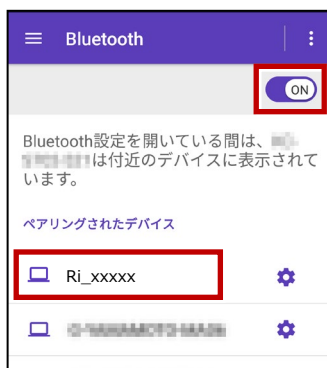 Bluetooth
ON
Bluetooth設定を開いている間は、
は付近のデバイスに表示されて
います。
ペアリングされたデバイス
Ri_xxxxx